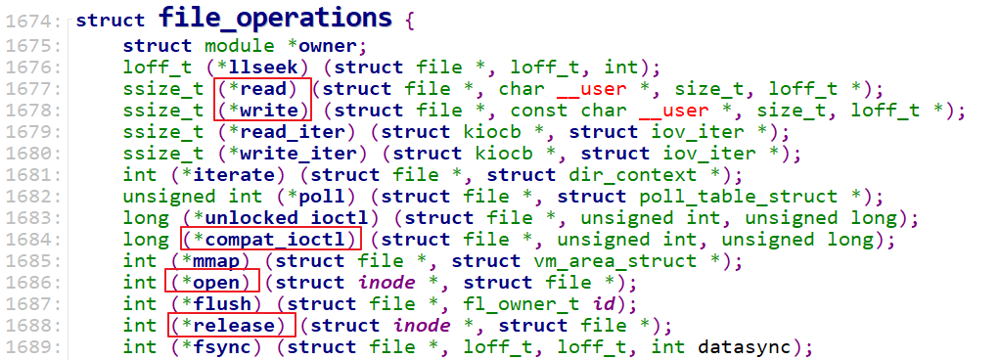 1674: struct file_operations {
1675: struct module *owner;
1676: loff_t (*llseek) (struct file *, loff_t, int);
1677: ssize_t (*read) (struct file *, char __user *, size_t, loff_t *);
1678: ssize_t (*write) (struct file *, const char __user *, size_t, loff_t *);
1679: ssize_t (*read_iter) (struct kiocb *, struct iov_iter *);
1680: ssize_t (*write_iter) (struct kiocb *, struct iov_iter *);
1681: int (*iterate) (struct file *, struct dir_context *);
1682: unsigned int (*poll) (struct file *, struct poll_table_struct *);
1683: long (*unlocked_ioctl) (struct file *, unsigned int, unsigned long);
1684: long (*compat_ioctl) (struct file *, unsigned int, unsigned long);
1685: int (*mmap) (struct file *, struct vm_area_struct *);
1686: int (*open) (struct inode *, struct file *);
1687: int (*flush) (struct file *, fl_owner_t id);
1688: int (*release) (struct inode *, struct file *);
1689: int (*fsync) (struct file *, loff_t, loff_t, int datasync);